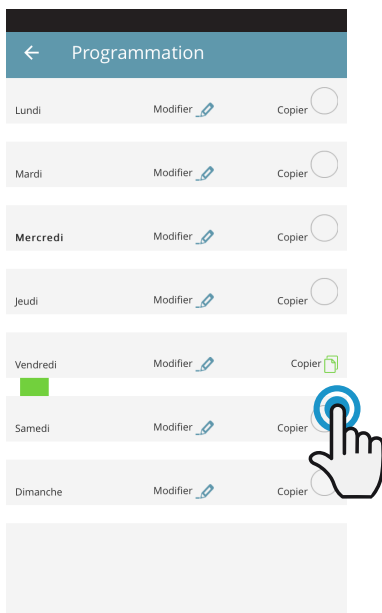 Programmation
Lundi Modifier Copier
Mardi Modifier Copier
Mercredi Modifier Copier
Jeudi Modifier Copier
Vendredi Modifier Copier
Samedi Modifier Copier
Dimanche Modifier Copier